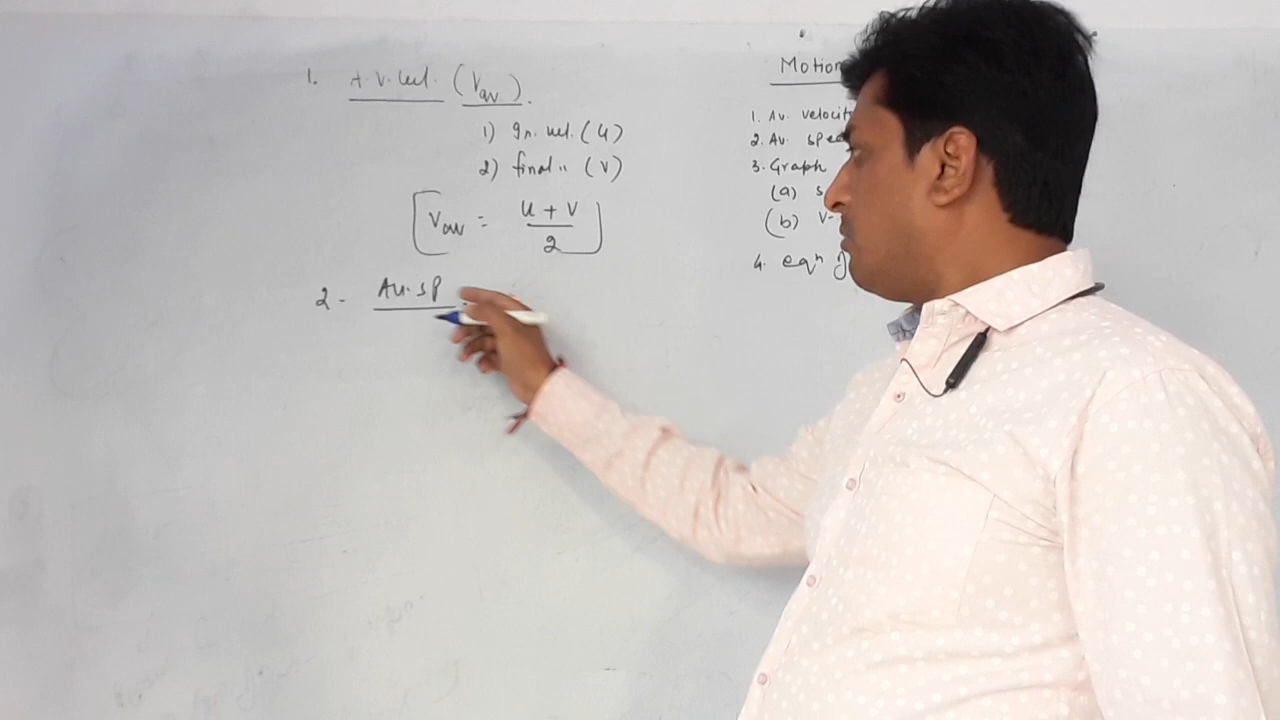 1. A.V. vel. (Vav).
1) In. vel. (u)
2) final " (V)
Vav = u + V / 2
2- Av. sp
Motion
1. Av. velocit
2. Av. spe
3. Graph
(a) s
(b) V-
4. eqn